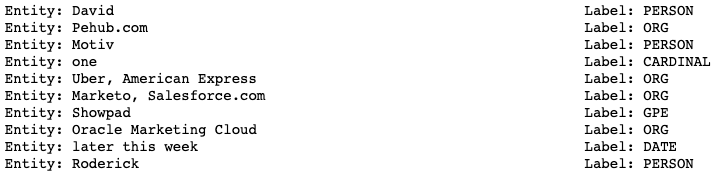 Entity: David Label: PERSON
Entity: Pehub.com Label: ORG
Entity: Motiv Label: PERSON
Entity: one Label: CARDINAL
Entity: Uber, American Express Label: ORG
Entity: Marketo, Salesforce.com Label: ORG
Entity: Showpad Label: GPE
Entity: Oracle Marketing Cloud Label: ORG
Entity: later this week Label: DATE
Entity: Roderick Label: PERSON